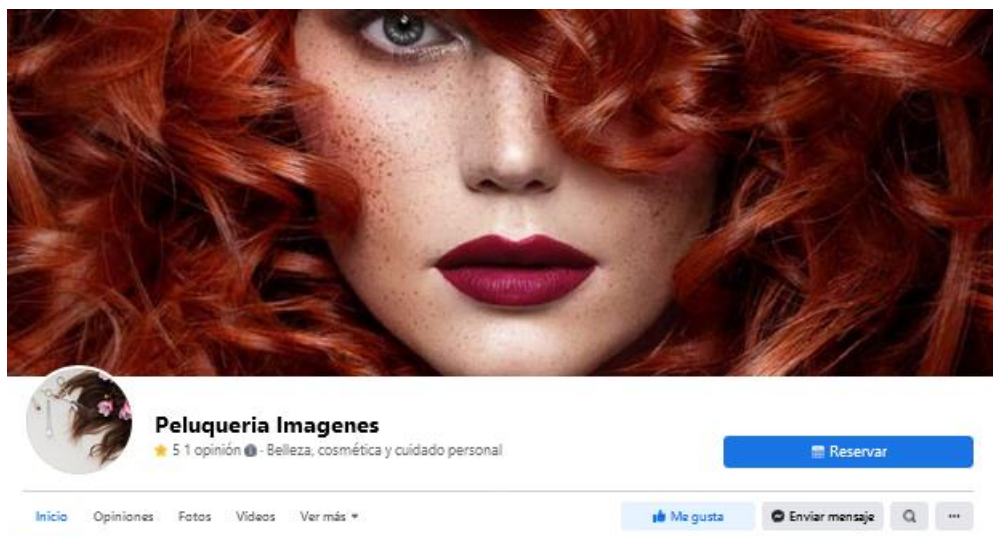 Peluqueria Imagenes
5 1 opinión · Belleza, cosmética y cuidado personal
Reservar
Inicio Opiniones Fotos Videos Ver más
Me gusta Enviar mensaje